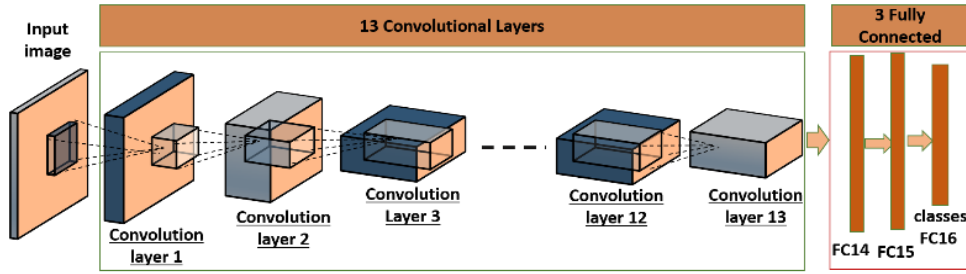 Input
image
13 Convolutional Layers
3 Fully
Connected
Convolution
layer 1
Convolution
layer 2
Convolution
Layer 3
Convolution
layer 12
Convolution
layer 13
FC14
FC15
classes
FC16